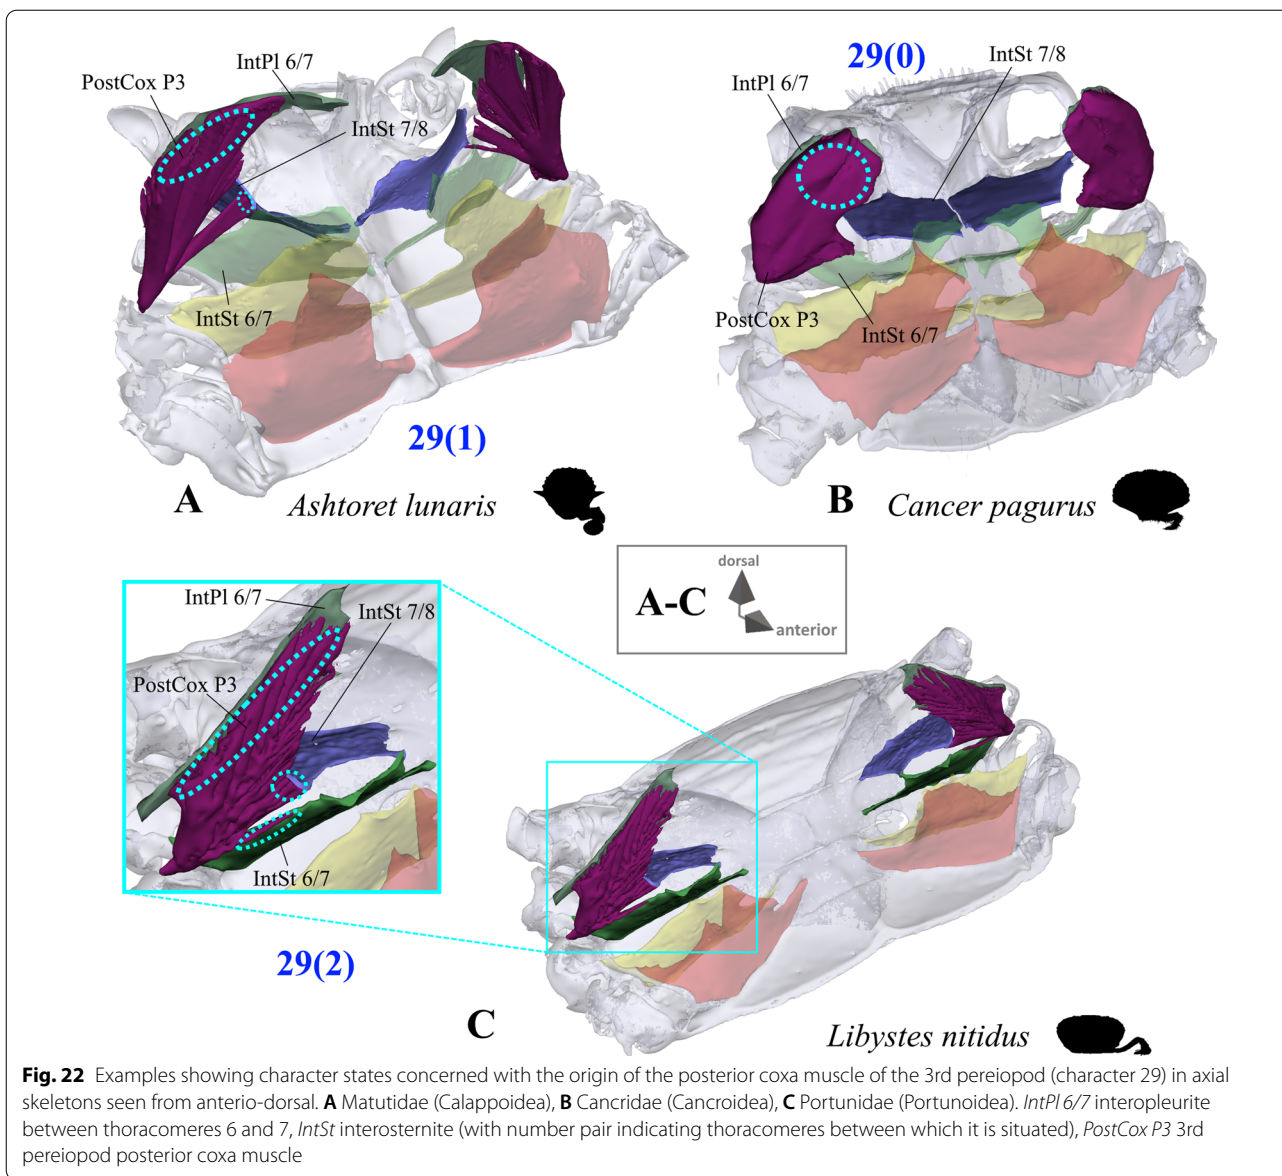 IntPl 6/7
PostCox P3
IntSt 7/8
IntSt 6/7
29(1)
A
Ashtoret lunaris
29(0)
IntSt 7/8
IntPl 6/7
PostCox P3
IntSt 6/7
B
Cancer pagurus
A-C
dorsal
anterior
IntPl 6/7
IntSt 7/8
PostCox P3
IntSt 6/7
29(2)
C
Libystes nitidus
Fig. 22 Examples showing character states concerned with the origin of the posterior coxa muscle of the 3rd pereiopod (character 29) in axial
skeletons seen from anterio-dorsal. A Matutidae (Calappoidea), B Cancridae (Cancroidea), C Portunidae (Portunoidea). IntPl 6/7 interopleurite
between thoracomeres 6 and 7, IntSt interosternite (with number pair indicating thoracomeres between which it is situated), PostCox P3 3rd
pereiopod posterior coxa muscle